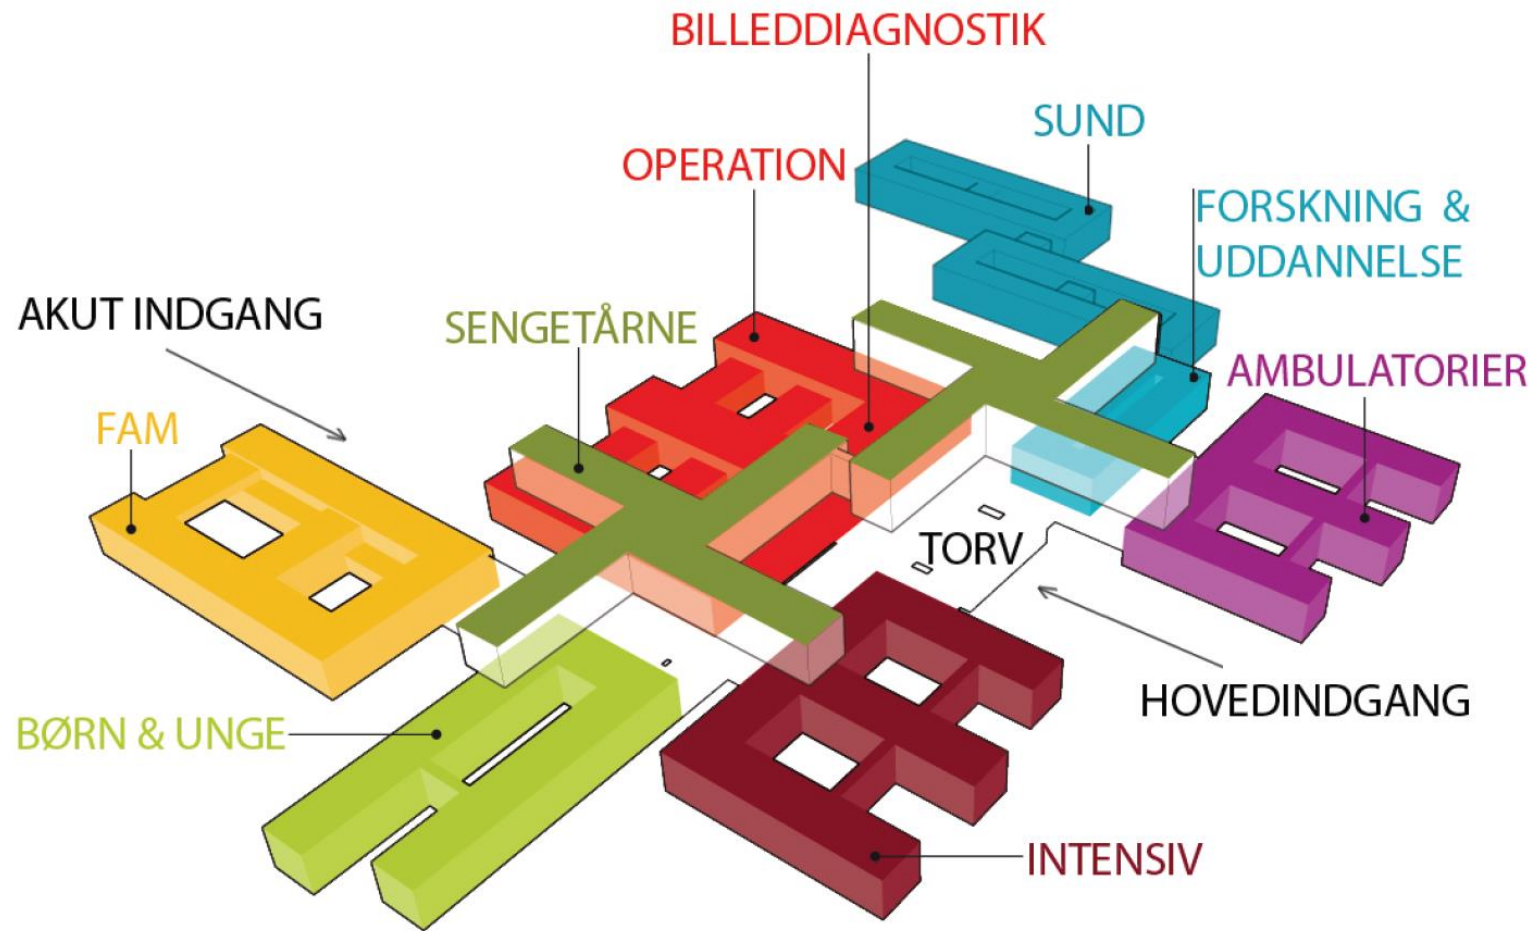 BILLEDDIAGNOSTIK
SUND
OPERATION
FORSKNING &
UDDANNELSE
AKUT INDGANG
SENGETÅRNE
AMBULATORIER
FAM
TORV
HOVEDINDGANG
BØRN & UNGE
INTENSIV